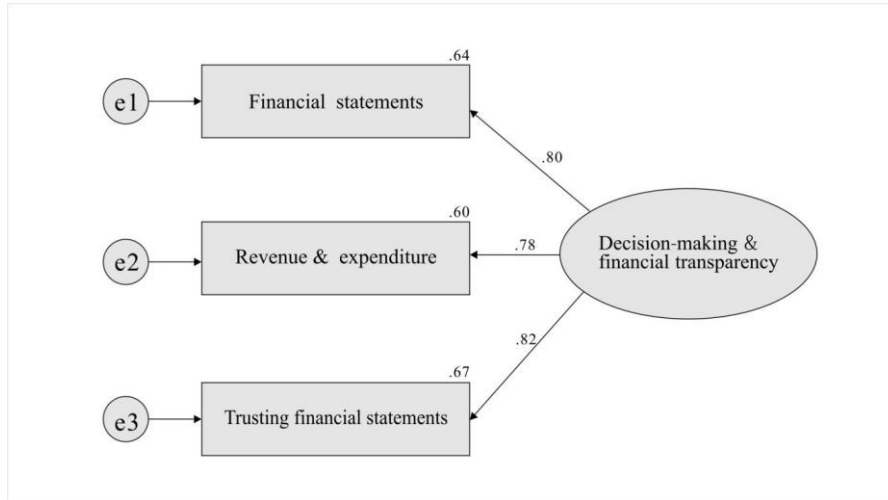 .64
e1
Financial statements
.80
.60
e2
Revenue & expenditure
.78
Decision-making &
financial transparency
.82
.67
e3
Trusting financial statements